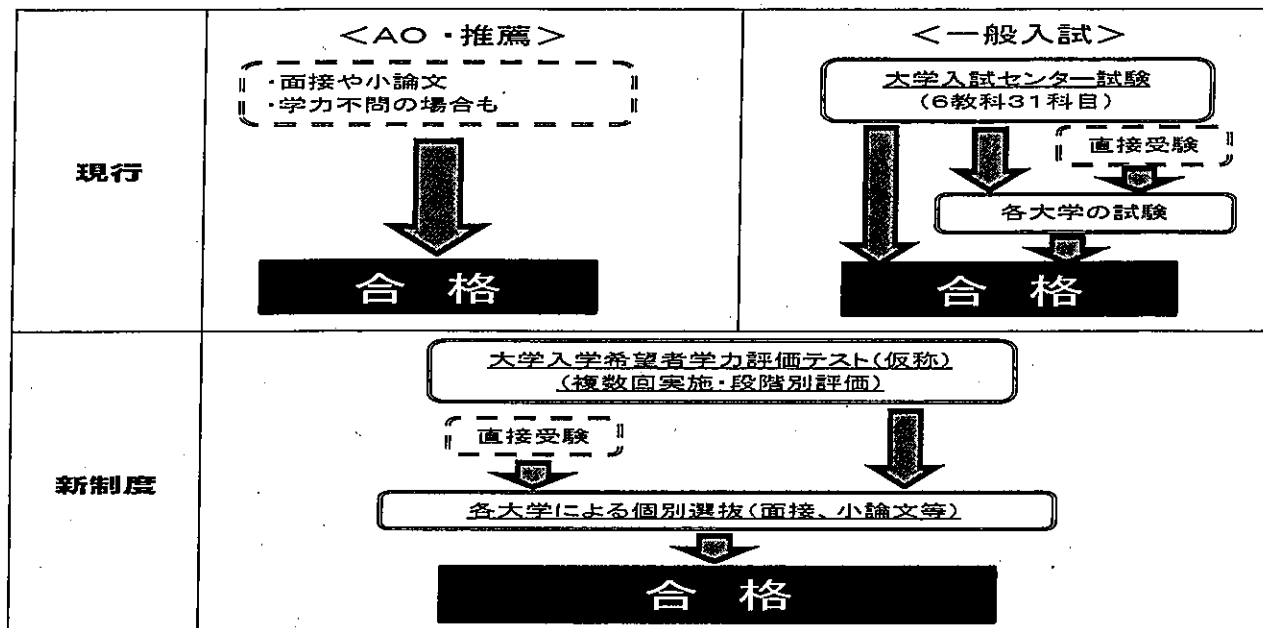 <AO・推薦>
・面接や小論文
・学力不問の場合も
合 格
<一般入試>
大学入試センター試験
(6教科31科目)
直接受験
各大学の試験
合 格
現行
大学入学希望者学力評価テスト(仮称)
(複数回実施・段階別評価)
直接受験
各大学による個別選抜(面接、小論文等)
合 格
新制度